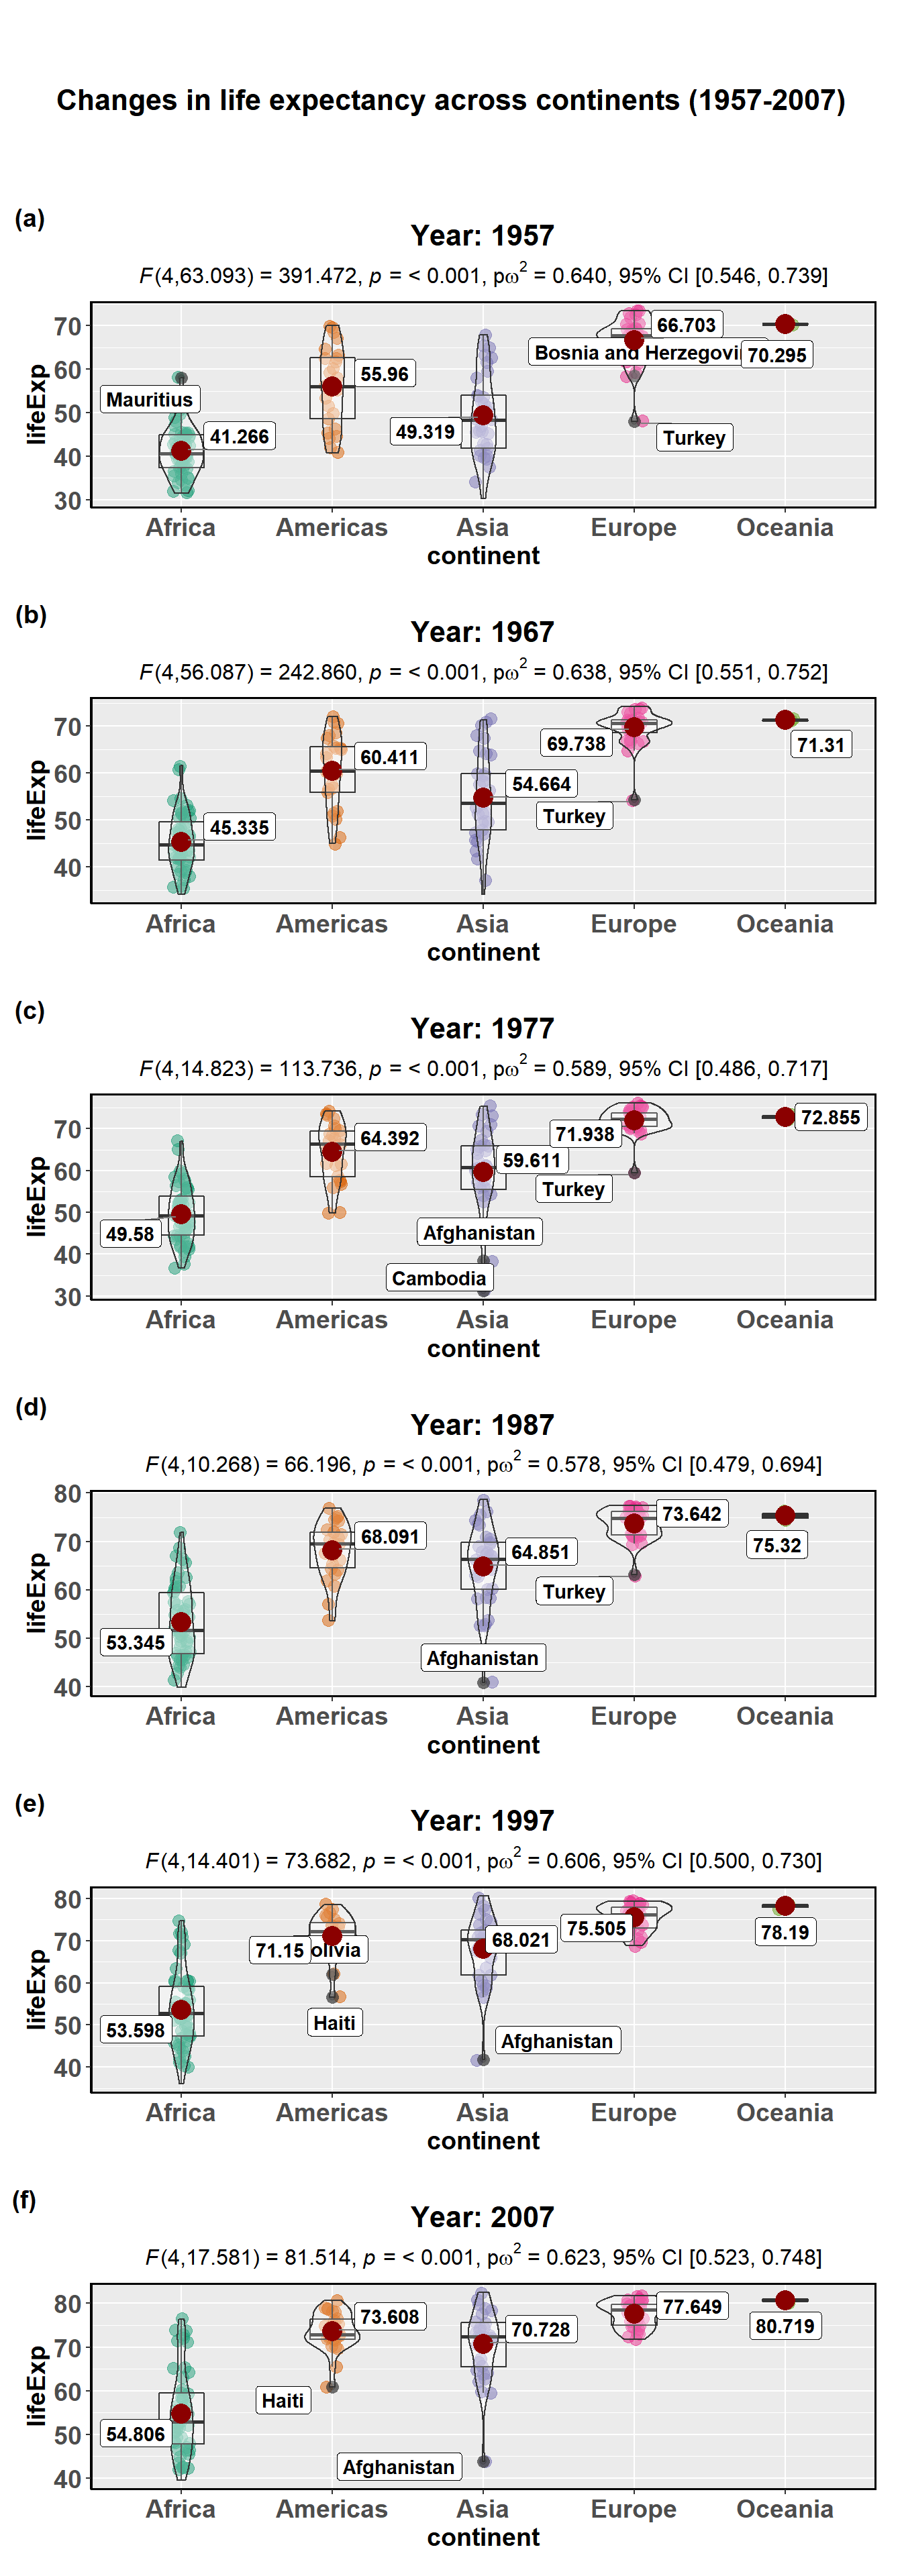 Changes in life expectancy across continents (1957-2007)
(a)
Year: 1957
F(4,63.093) = 391.472, p = < 0.001, pω² = 0.640, 95% CI [0.546, 0.739]
lifeExp
70
60
50
40
30
Mauritius
41.266
55.96
49.319
66.703
Bosnia and Herzegovi
70.295
Turkey
Africa Americas Asia Europe Oceania
continent
(b)
Year: 1967
F(4,56.087) = 242.860, p = < 0.001, pω² = 0.638, 95% CI [0.551, 0.752]
lifeExp
70
60
50
40
45.335
60.411
54.664
69.738
Turkey
71.31
Africa Americas Asia Europe Oceania
continent
(c)
Year: 1977
F(4,14.823) = 113.736, p = < 0.001, pω² = 0.589, 95% CI [0.486, 0.717]
lifeExp
70
60
50
40
30
49.58
64.392
59.611
Afghanistan
Cambodia
71.938
Turkey
72.855
Africa Americas Asia Europe Oceania
continent
(d)
Year: 1987
F(4,10.268) = 66.196, p = < 0.001, pω² = 0.578, 95% CI [0.479, 0.694]
lifeExp
80
70
60
50
40
53.345
68.091
64.851
Afghanistan
73.642
Turkey
75.32
Africa Americas Asia Europe Oceania
continent
(e)
Year: 1997
F(4,14.401) = 73.682, p = < 0.001, pω² = 0.606, 95% CI [0.500, 0.730]
lifeExp
80
70
60
50
40
53.598
71.15
olivia
Haiti
68.021
Afghanistan
75.505
78.19
Africa Americas Asia Europe Oceania
continent
(f)
Year: 2007
F(4,17.581) = 81.514, p = < 0.001, pω² = 0.623, 95% CI [0.523, 0.748]
lifeExp
80
70
60
50
40
54.806
73.608
Haiti
70.728
Afghanistan
77.649
80.719
Africa Americas Asia Europe Oceania
continent